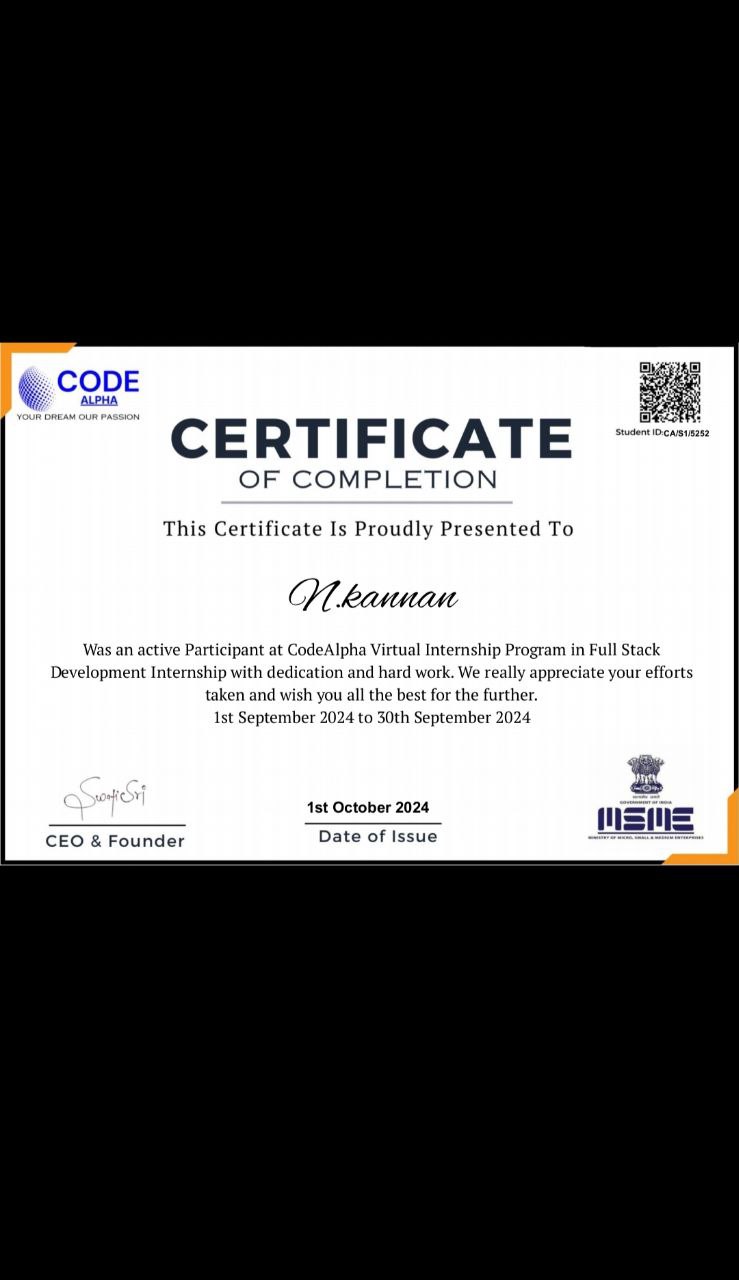 CODE
ALPHA
YOUR DREAM OUR PASSION
Student ID:CA/S1/5252
CERTIFICATE
OF COMPLETION
This Certificate Is Proudly Presented To
N.kannan
Was an active Participant at CodeAlpha Virtual Internship Program in Full Stack
Development Internship with dedication and hard work. We really appreciate your efforts
taken and wish you all the best for the further.
1st September 2024 to 30th September 2024
SwatiSri
CEO & Founder
1st October 2024
Date of Issue
सत्यमेव जयते
GOVERNMENT OF INDIA
MSME
MINISTRY OF MICRO, SMALL & MEDIUM ENTERPRISES